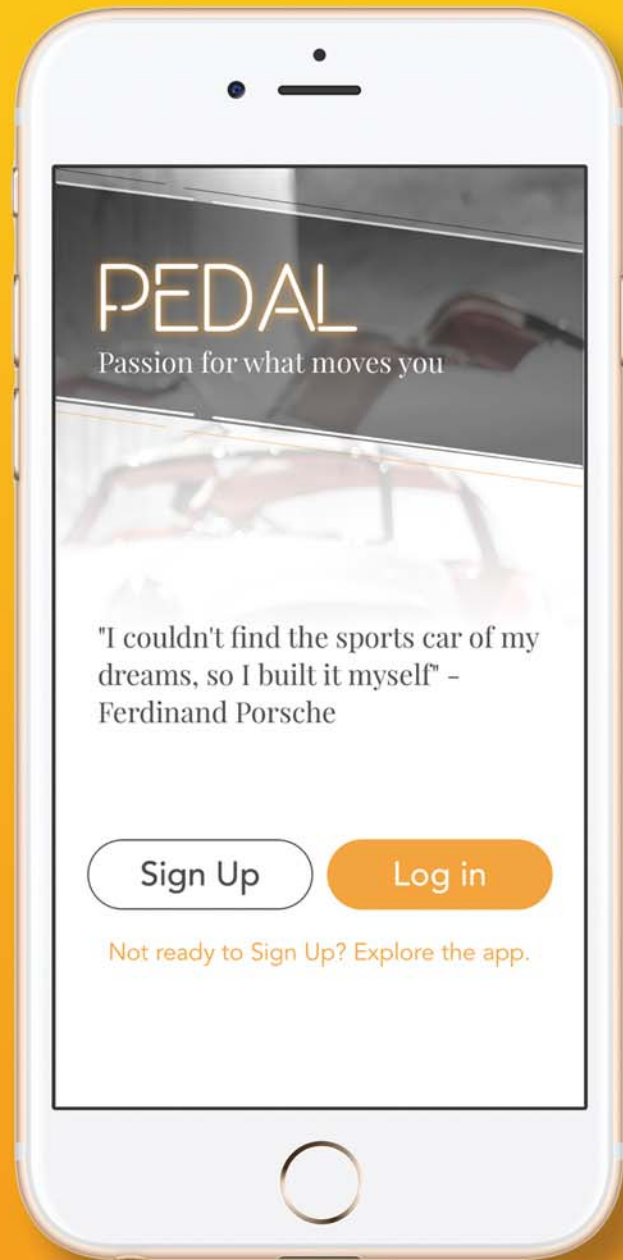 PEDAL
Passion for what moves you
"I couldn't find the sports car of my
dreams, so I built it myself" -
Ferdinand Porsche
Sign Up
Log in
Not ready to Sign Up? Explore the app.